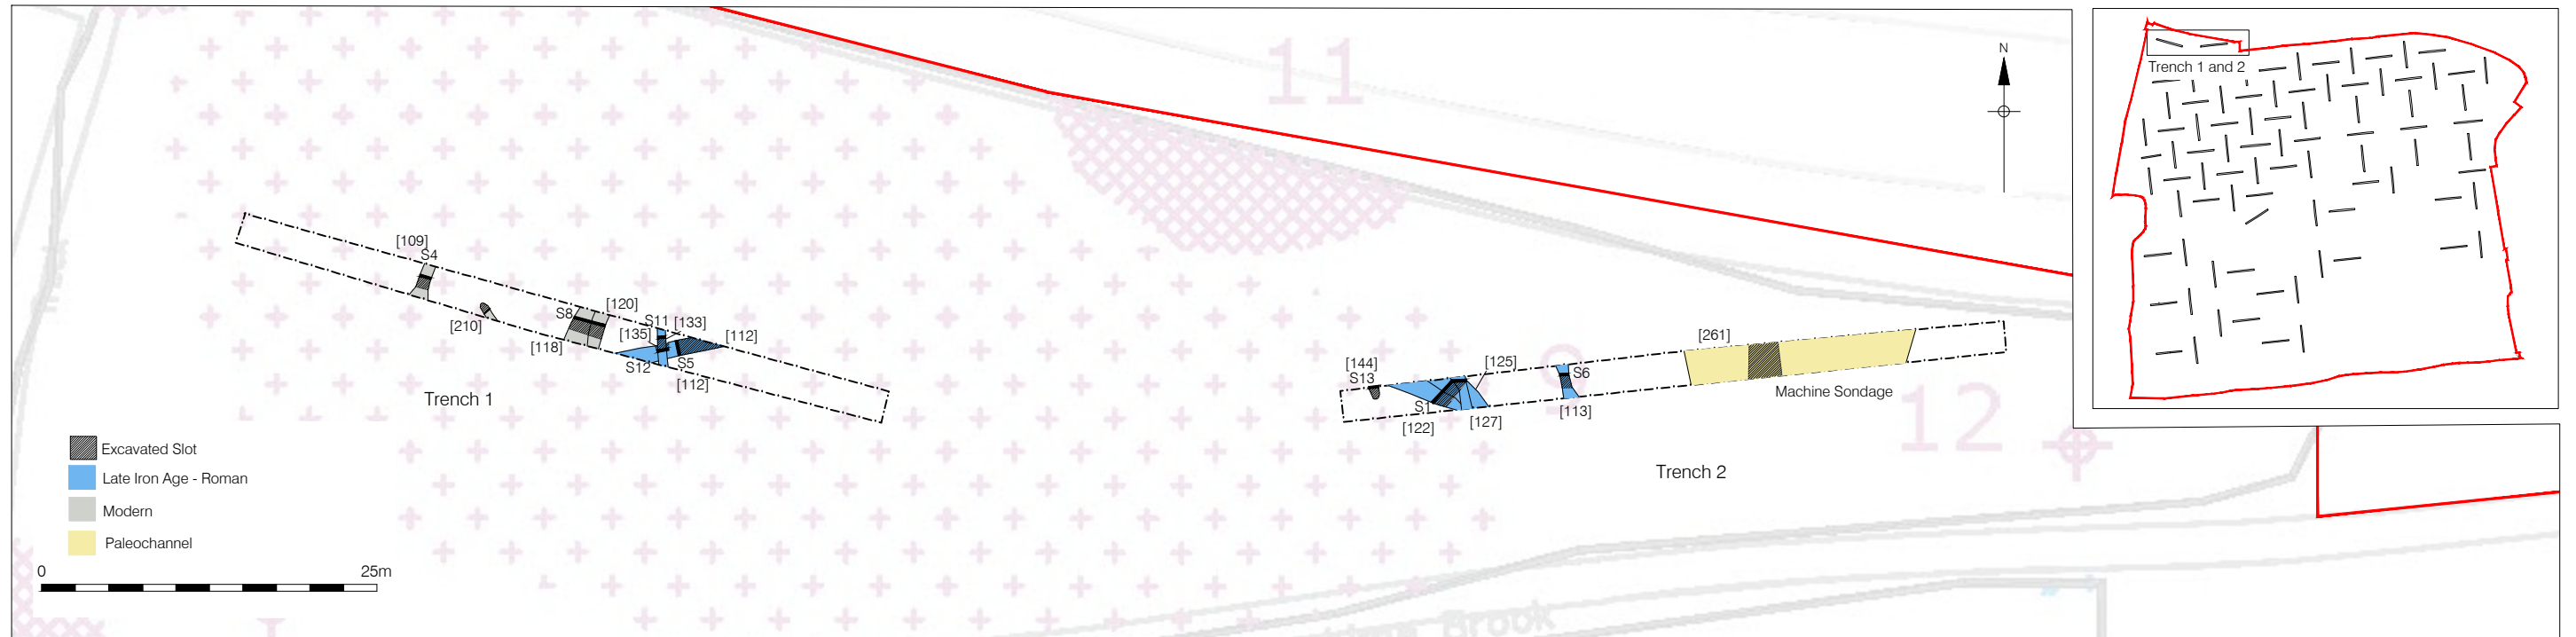 11
N
Trench 1 and 2
[109]
S4
[210]
S8
[120]
[118]
S11
[133]
[135]
[112]
S12
S5
[112]
Trench 1
[144]
S13
[125]
S1
[122]
[127]
S6
[113]
[261]
Machine Sondage
9
12
Trench 2
Excavated Slot
Late Iron Age - Roman
Modern
Paleochannel
0 25m
Brook